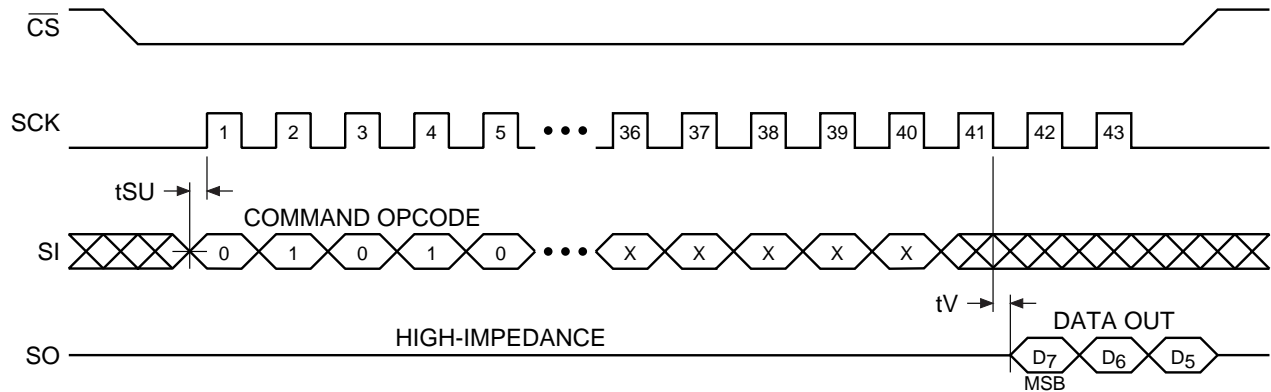 CS
SCK
1 2 3 4 5 ••• 36 37 38 39 40 41 42 43
tSU
COMMAND OPCODE
SI
0 1 0 1 0 ••• X X X X X
tV
HIGH-IMPEDANCE
DATA OUT
SO
D7 D6 D5
MSB